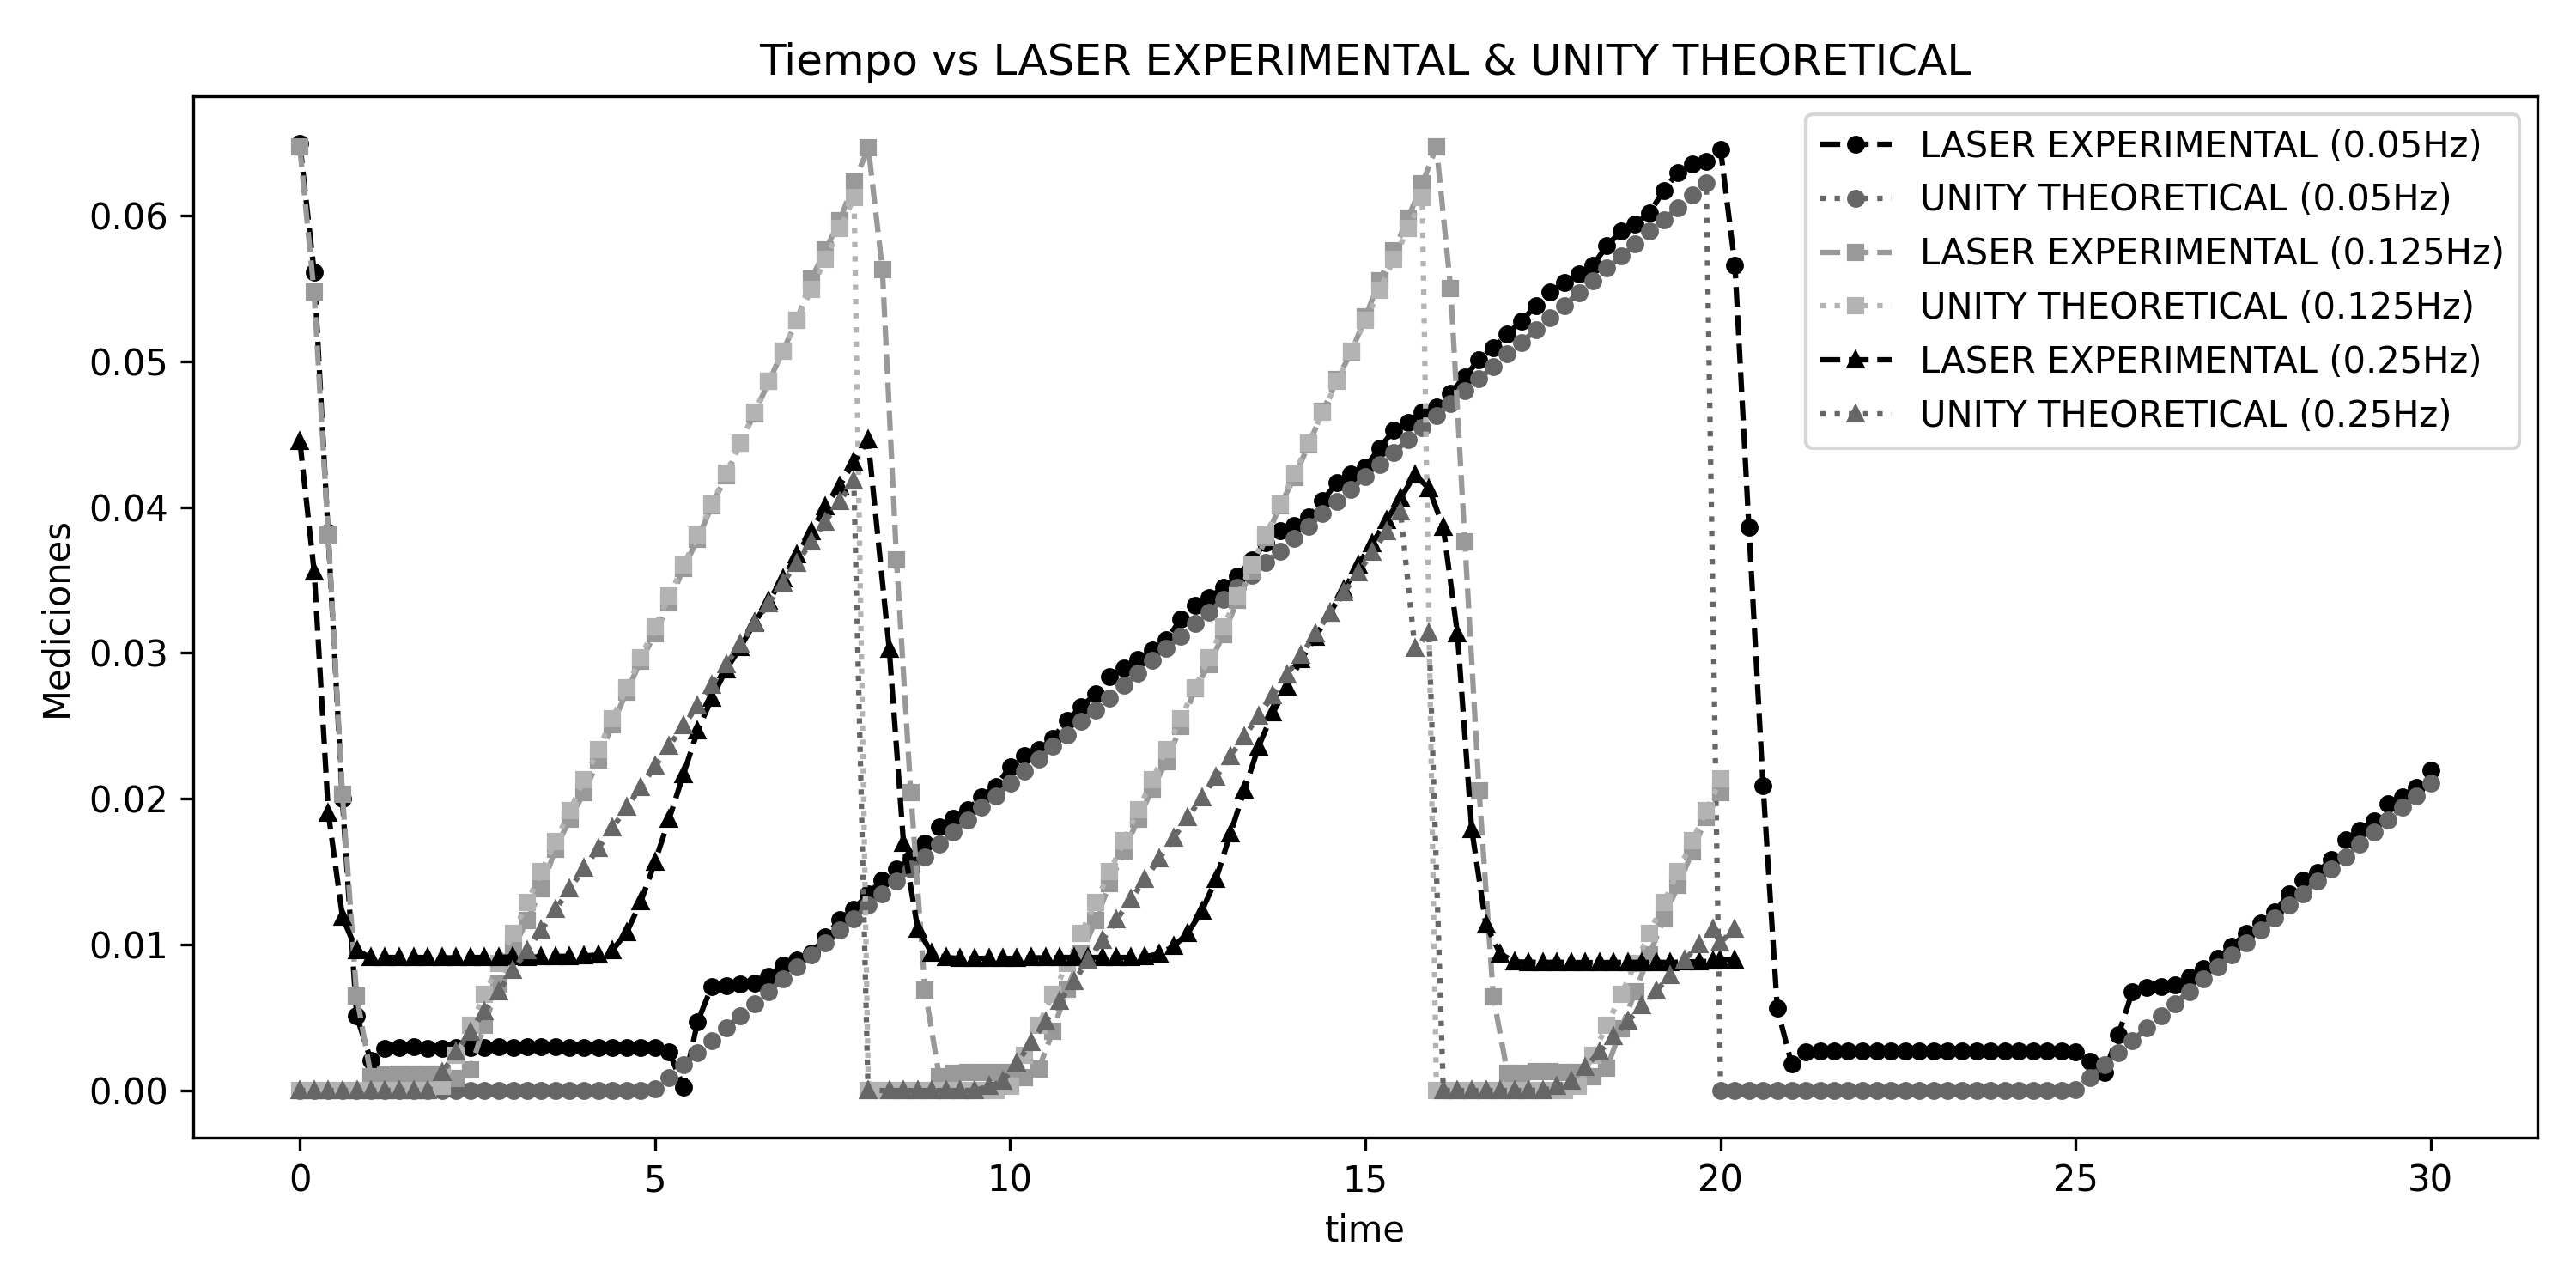 Tiempo vs LASER EXPERIMENTAL & UNITY THEORETICAL
LASER EXPERIMENTAL (0.05Hz)
UNITY THEORETICAL (0.05Hz)
LASER EXPERIMENTAL (0.125Hz)
UNITY THEORETICAL (0.125Hz)
LASER EXPERIMENTAL (0.25Hz)
UNITY THEORETICAL (0.25Hz)
Mediciones
0.06
0.05
0.04
0.03
0.02
0.01
0.00
0 5 10 15 20 25 30
time